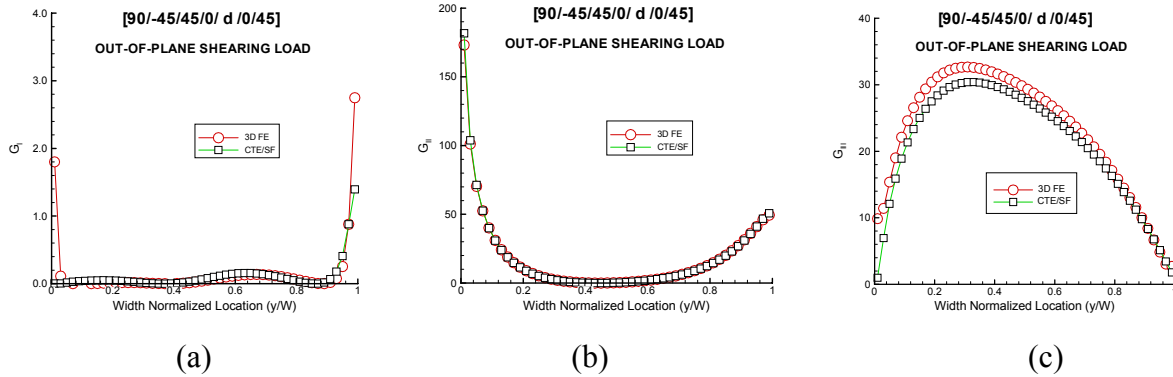 [90/-45/45/0/ d /0/45]
OUT-OF-PLANE SHEARING LOAD
4.0
3.0
2.0
1.0
0.0
G_I
3D FE
CTE/SF
0 0.2 0.4 0.6 0.8 1
Width Normalized Location (y/W)
(a)
[90/-45/45/0/ d /0/45]
OUT-OF-PLANE SHEARING LOAD
200
150
100
50
0
G_II
3D FE
CTE/SF
0 0.2 0.4 0.6 0.8 1
Width Normalized Location (y/W)
(b)
[90/-45/45/0/ d /0/45]
OUT-OF-PLANE SHEARING LOAD
40
30
20
10
0
G_III
3D FE
CTE/SF
0 0.2 0.4 0.6 0.8 1
Width Normalized Location (y/W)
(c)